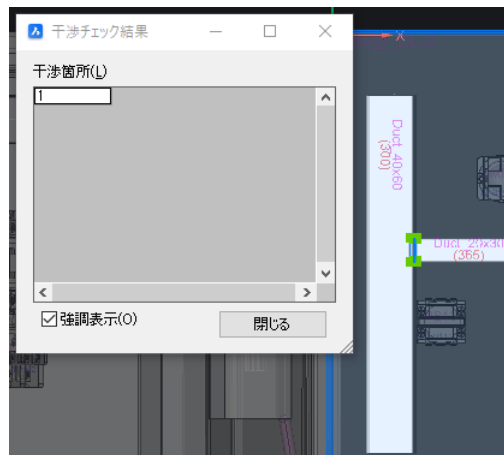 干渉チェック結果
干渉箇所(L)
1
強調表示(O)
閉じる
X
Duct 40x60
(300)
Duct 20x30
(365)